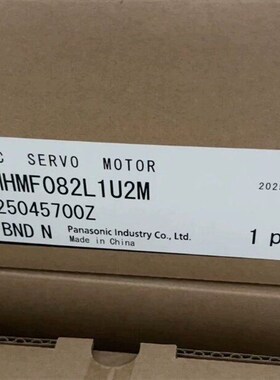 C SERVO MOTOR
MHMF082L1U2M
25045700Z
202
BND N
Panasonic Industry Co., Ltd.
Made in China
1 p